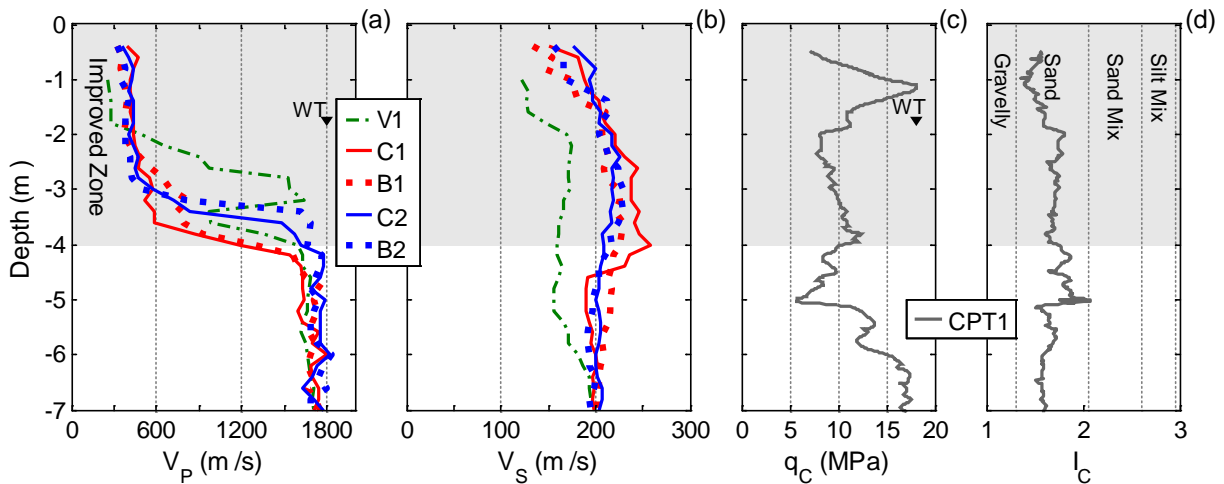 (a)
(b)
(c)
(d)
0
-1
-2
-3
-4
-5
-6
-7
Depth (m)
Improved Zone
WT
V1
C1
B1
C2
B2
WT
CPT1
Gravelly
Sand
Sand Mix
Silt Mix
0 600 1200 1800
V_P (m/s)
0 100 200 300
V_S (m/s)
0 5 10 15 20
q_C (MPa)
1 2 3
I_C